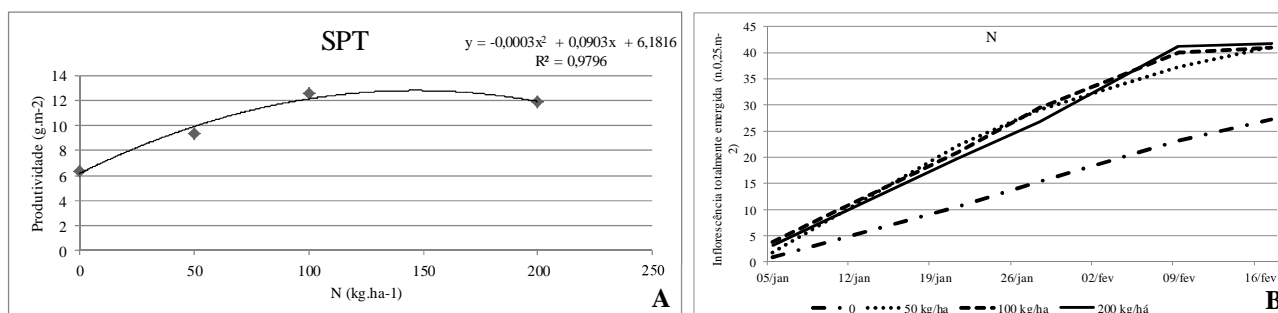 SPT
y = -0,0003x² + 0,0903x + 6,1816
R² = 0,9796
Produtividade (g.m-2)
14
12
10
8
6
4
2
0
0 50 100 150 200 250
N (kg.ha-1)
A
N
Inflorescência totalmente emergida (n.0,25.m-
2)
45
40
35
30
25
20
15
10
5
0
05/jan 12/jan 19/jan 26/jan 02/fev 09/fev 16/fev
0 50 kg/ha 100 kg/ha 200 kg/há
B